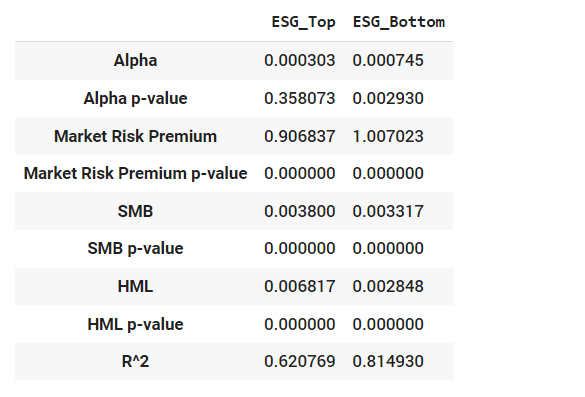 ESG_Top ESG_Bottom
Alpha 0.000303 0.000745
Alpha p-value 0.358073 0.002930
Market Risk Premium 0.906837 1.007023
Market Risk Premium p-value 0.000000 0.000000
SMB 0.003800 0.003317
SMB p-value 0.000000 0.000000
HML 0.006817 0.002848
HML p-value 0.000000 0.000000
R^2 0.620769 0.814930